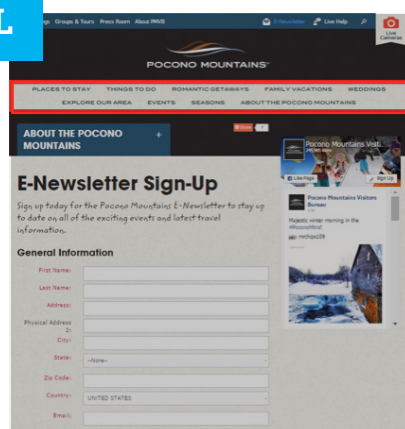 L
Groups & Tours Press Room About PMVB
E-Newsletter Live Help
Live
Cameras
POCONO MOUNTAINS
PLACES TO STAY THINGS TO DO ROMANTIC GETAWAYS FAMILY VACATIONS WEDDINGS
EXPLORE OUR AREA EVENTS SEASONS ABOUT THE POCONO MOUNTAINS
ABOUT THE POCONO +
MOUNTAINS
Pocono Mountains Visiti...
Like Page Sign Up
E-Newsletter Sign-Up
Sign up today for the Pocono Mountains E-Newsletter to stay up
to date on all of the exciting events and latest travel
information.
Pocono Mountains Visitors
Bureau
Majestic winter morning in the
#PoconoMtns!
General Information
First Name:
Last Name:
Address:
Physical Address
2:
City:
State: --None--
Zip Code:
Country: UNITED STATES
Email: